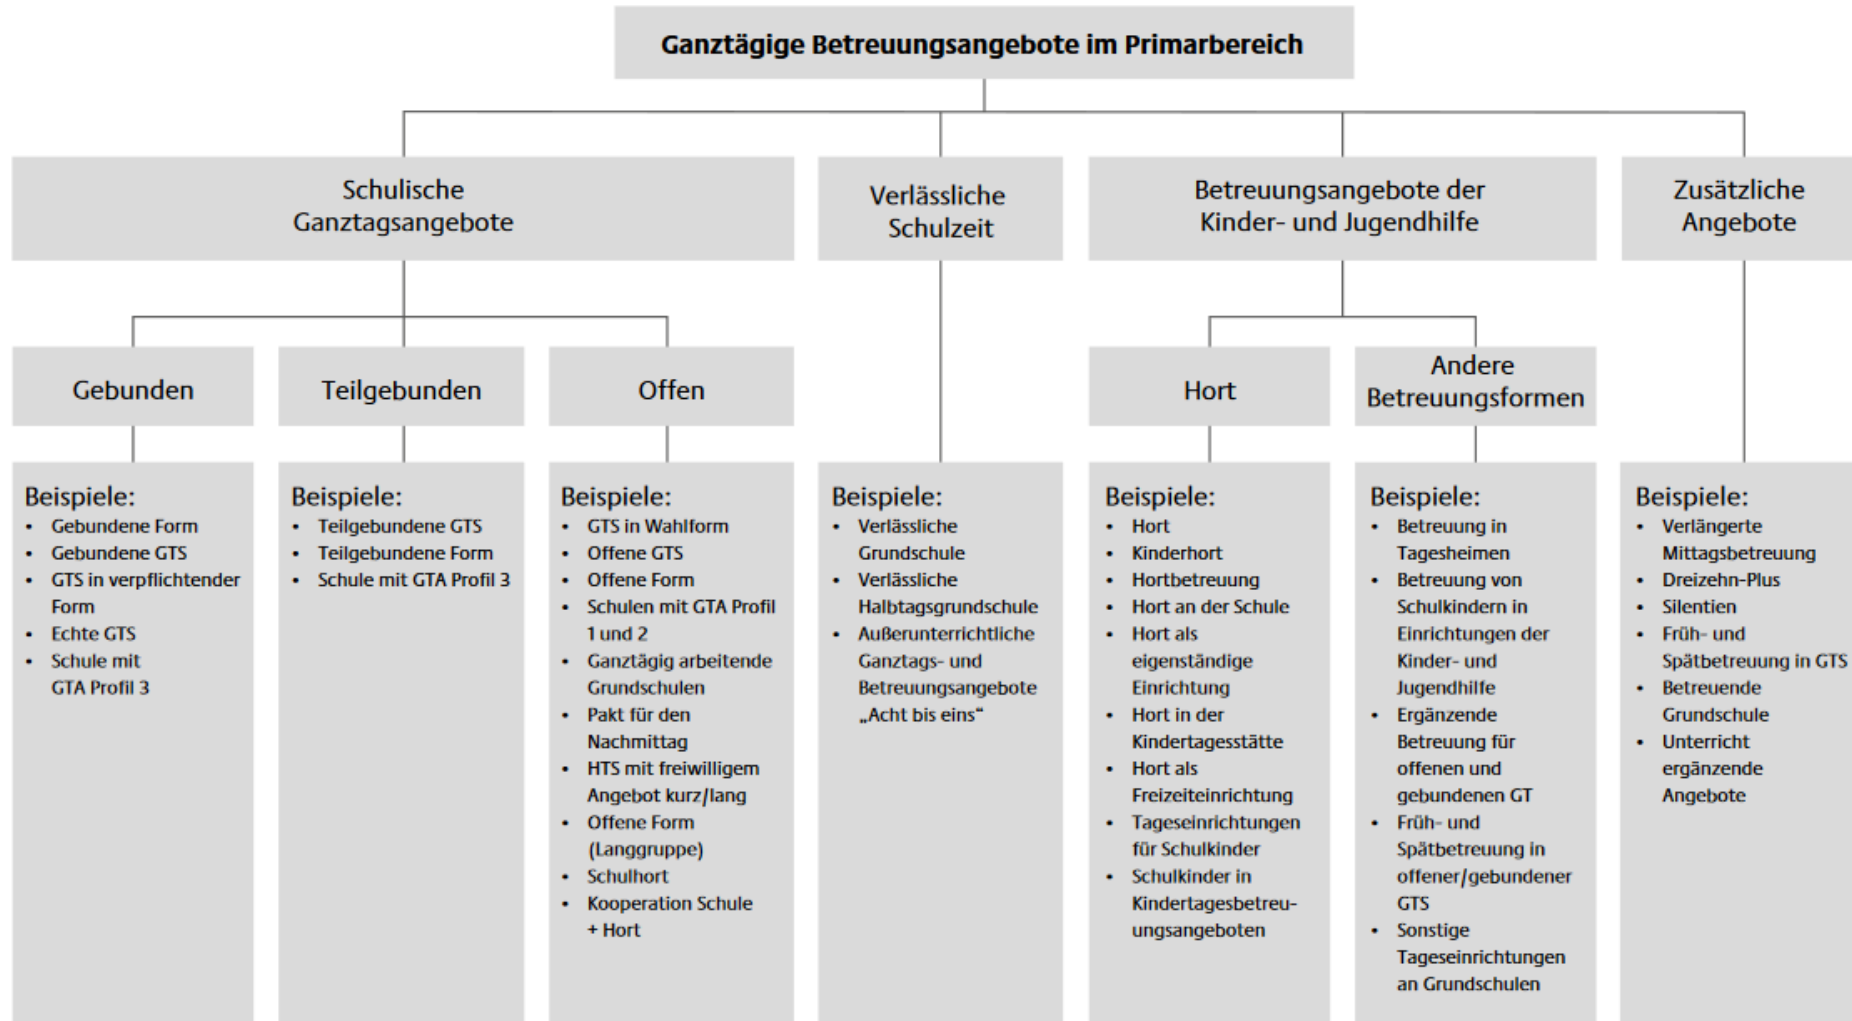 Ganztägige Betreuungsangebote im Primarbereich
Schulische
Ganztagsangebote
Verlässliche
Schulzeit
Betreuungsangebote der
Kinder- und Jugendhilfe
Zusätzliche
Angebote
Gebunden
Teilgebunden
Offen
Hort
Andere
Betreuungsformen
Beispiele:
• Gebundene Form
• Gebundene GTS
• GTS in verpflichtender
Form
• Echte GTS
• Schule mit
GTA Profil 3
Beispiele:
• Teilgebundene GTS
• Teilgebundene Form
• Schule mit GTA Profil 3
Beispiele:
• GTS in Wahlform
• Offene GTS
• Offene Form
• Schulen mit GTA Profil
1 und 2
• Ganztägig arbeitende
Grundschulen
• Pakt für den
Nachmittag
• HTS mit freiwilligem
Angebot kurz/lang
• Offene Form
(Langgruppe)
• Schulhort
• Kooperation Schule
+ Hort
Beispiele:
• Verlässliche
Grundschule
• Verlässliche
Halbtagsgrundschule
• Außerunterrichtliche
Ganztags- und
Betreuungsangebote
„Acht bis eins“
Beispiele:
• Hort
• Kinderhort
• Hortbetreuung
• Hort an der Schule
• Hort als
eigenständige
Einrichtung
• Hort in der
Kindertagesstätte
• Hort als
Freizeiteinrichtung
• Tageseinrichtungen
für Schulkinder
• Schulkinder in
Kindertagesbetreu-
ungsangeboten
Beispiele:
• Betreuung in
Tagesheimen
• Betreuung von
Schulkindern in
Einrichtungen der
Kinder- und
Jugendhilfe
• Ergänzende
Betreuung für
offenen und
gebundenen GT
• Früh- und
Spätbetreuung in
offener/gebundener
GTS
• Sonstige
Tageseinrichtungen
an Grundschulen
Beispiele:
• Verlängerte
Mittagsbetreuung
• Dreizehn-Plus
• Silentien
• Früh- und
Spätbetreuung in GTS
• Betreuende
Grundschule
• Unterricht
ergänzende
Angebote